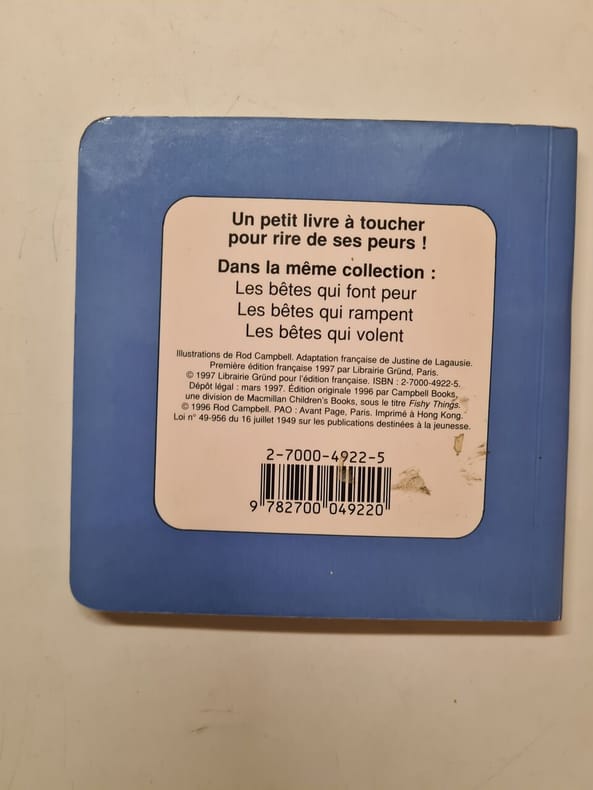 Un petit livre à toucher
pour rire de ses peurs !
Dans la même collection :
Les bêtes qui font peur
Les bêtes qui rampent
Les bêtes qui volent
Illustrations de Rod Campbell. Adaptation française de Justine de Lagausie.
Première édition française 1997 par Librairie Gründ, Paris.
© 1997 Librairie Gründ pour l'édition française. ISBN : 2-7000-4922-5.
Dépôt légal : mars 1997. Édition originale 1996 par Campbell Books,
une division de Macmillan Children's Books, sous le titre Fishy Things.
© 1996 Rod Campbell. PAO : Avant Page, Paris. Imprimé à Hong Kong.
Loi n° 49-956 du 16 juillet 1949 sur les publications destinées à la jeunesse.
2-7000-4922-5
9 782700 049220